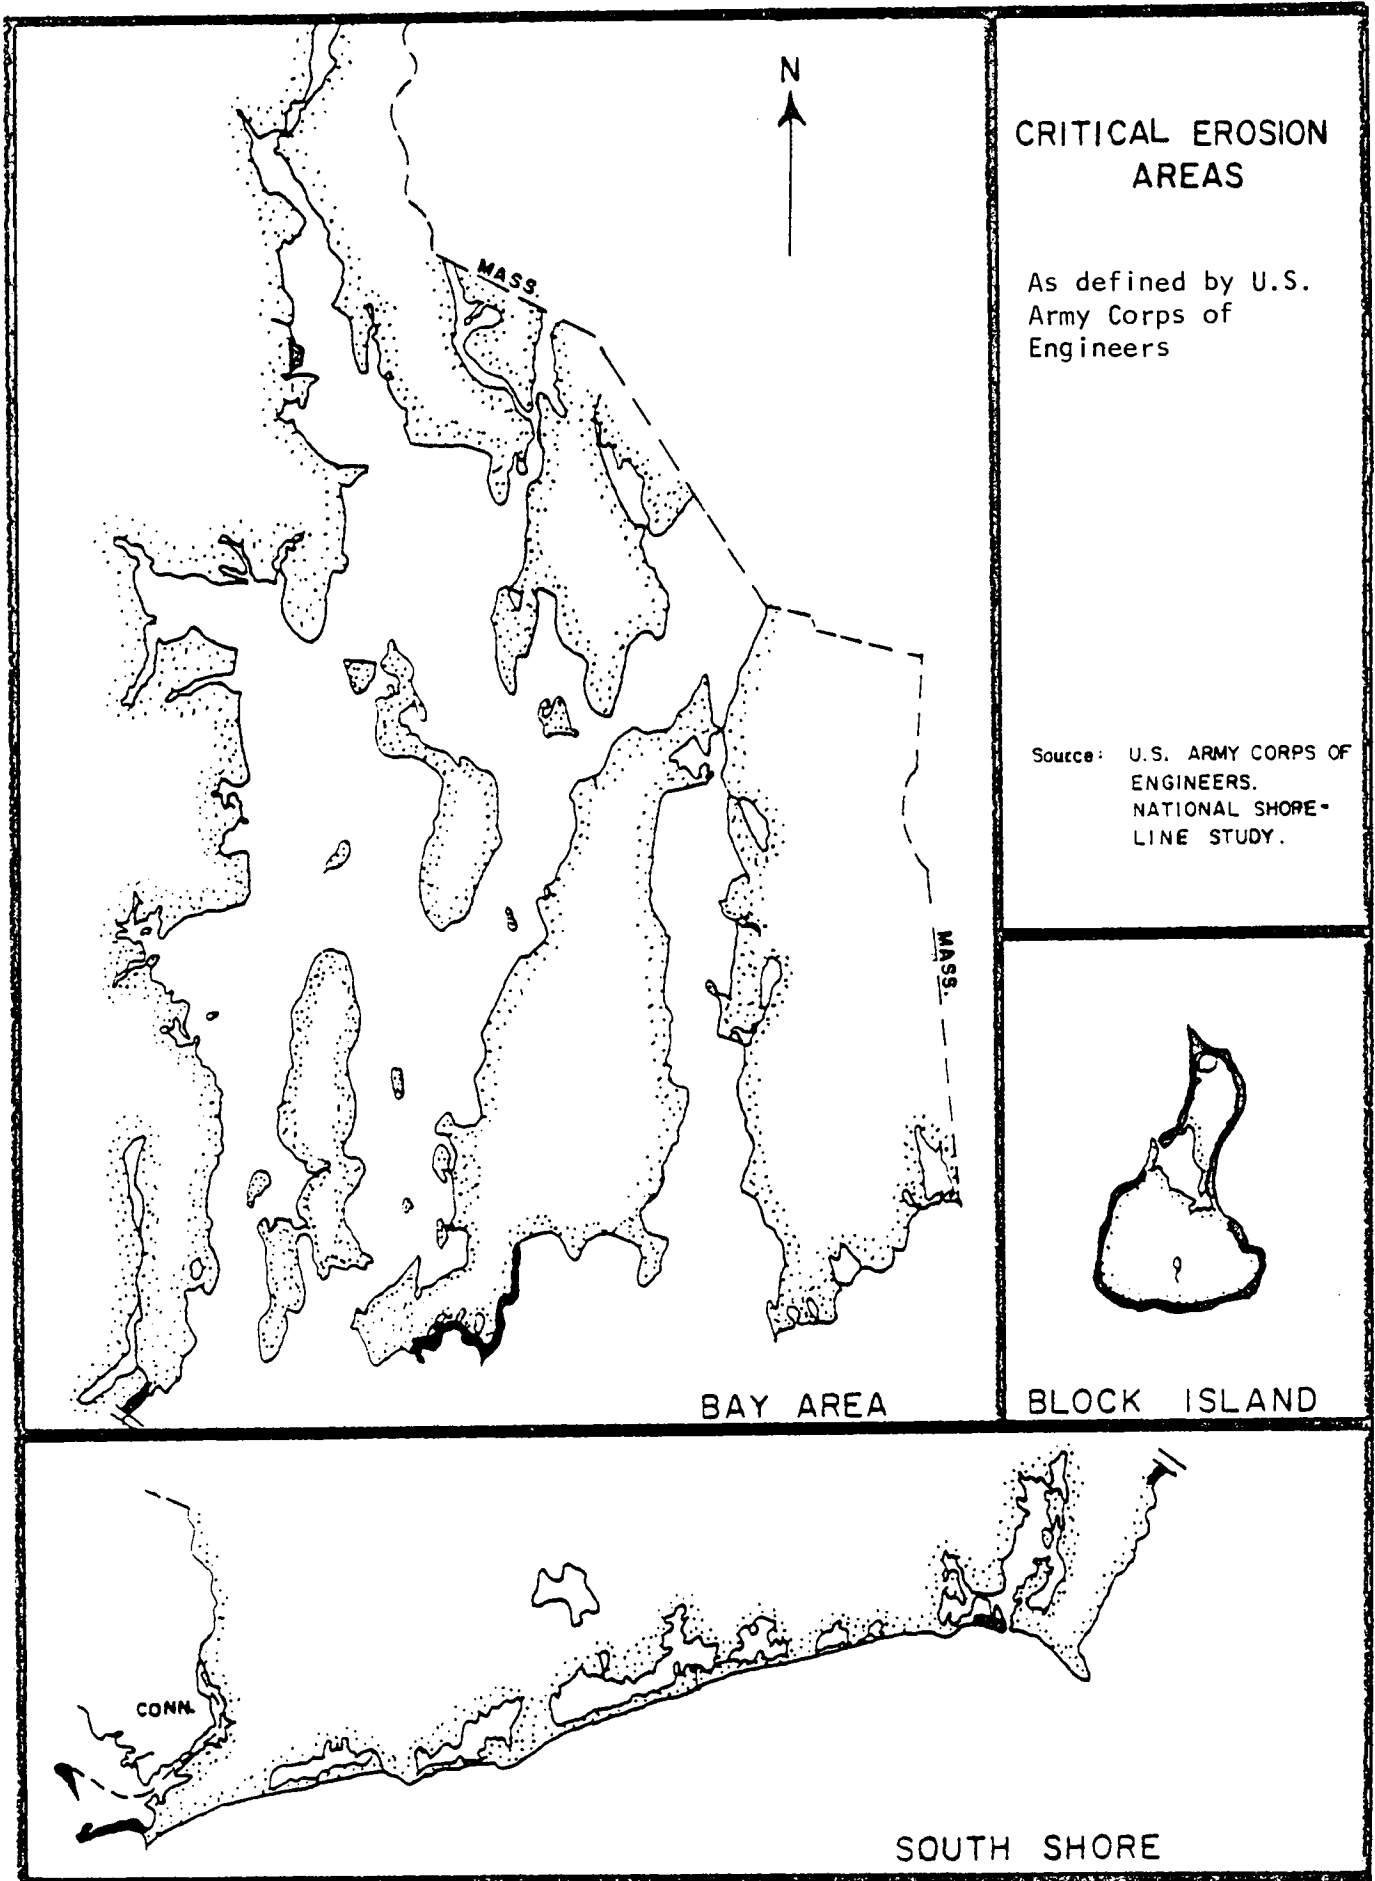 N
MASS.
MASS.
BAY AREA
CRITICAL EROSION
AREAS
As defined by U.S.
Army Corps of
Engineers
Source: U.S. ARMY CORPS OF
ENGINEERS.
NATIONAL SHORE-
LINE STUDY.
BLOCK ISLAND
CONN.
SOUTH SHORE